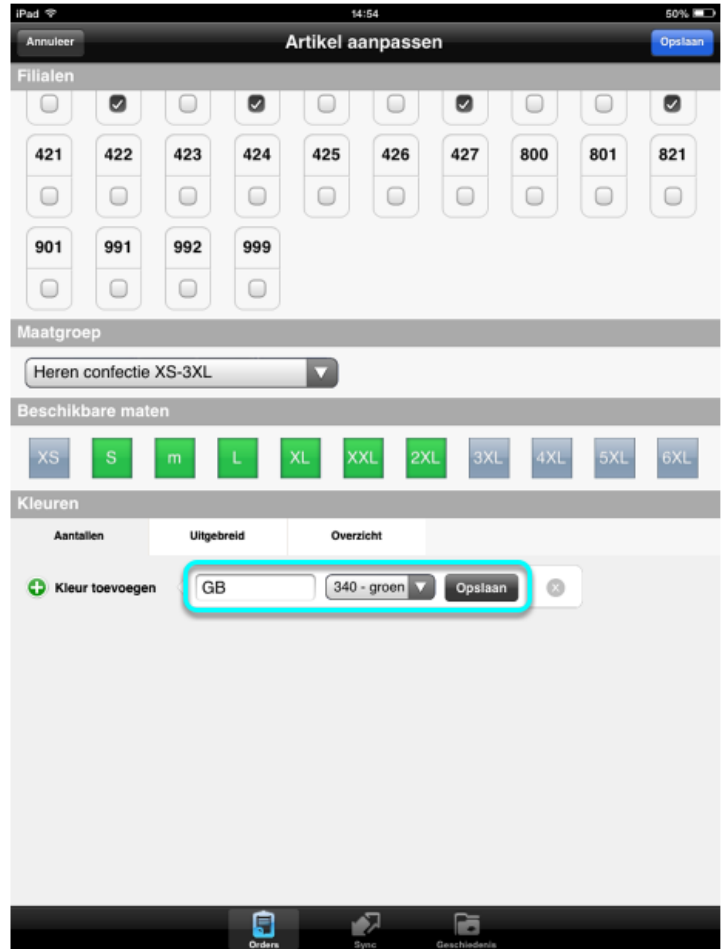 iPad 14:54 50%
Annuleer Artikel aanpassen Opslaan
Filialen
421 422 423 424 425 426 427 800 801 821
901 991 992 999
Maatgroep
Heren confectie XS-3XL
Beschikbare maten
XS S m L XL XXL 2XL 3XL 4XL 5XL 6XL
Kleuren
Aantallen Uitgebreid Overzicht
Kleur toevoegen GB 340 - groen Opslaan
Orders Sync Geschiedenis